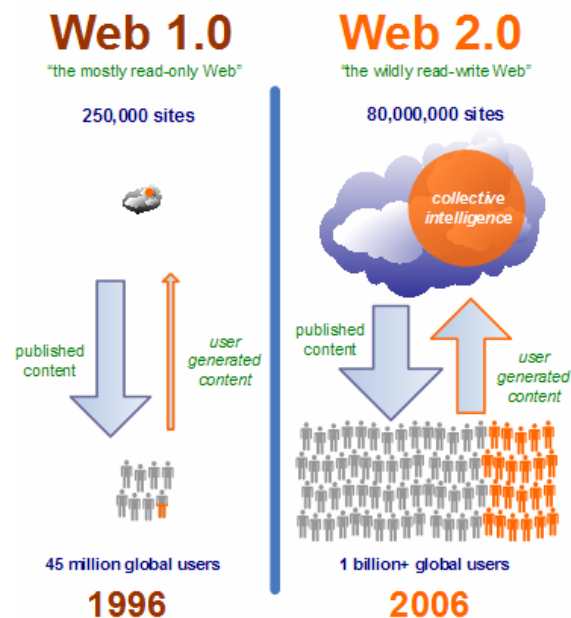 Web 1.0
"the mostly read-only Web"
250,000 sites
published
content
user
generated
content
45 million global users
1996
Web 2.0
"the wildly read-write Web"
80,000,000 sites
collective
intelligence
published
content
user
generated
content
1 billion+ global users
2006